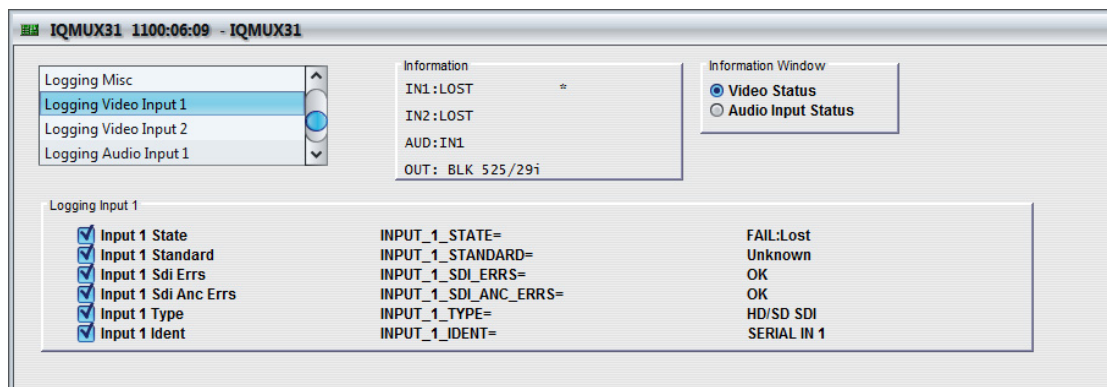 IQMUX31 1100:06:09 - IQMUX31
Logging Misc
Logging Video Input 1
Logging Video Input 2
Logging Audio Input 1
Information
IN1:LOST *
IN2:LOST
AUD:IN1
OUT: BLK 525/29i
Information Window
Video Status
Audio Input Status
Logging Input 1
Input 1 State INPUT_1_STATE= FAIL:Lost
Input 1 Standard INPUT_1_STANDARD= Unknown
Input 1 Sdi Errs INPUT_1_SDI_ERRS= OK
Input 1 Sdi Anc Errs INPUT_1_SDI_ANC_ERRS= OK
Input 1 Type INPUT_1_TYPE= HD/SD SDI
Input 1 Ident INPUT_1_IDENT= SERIAL IN 1